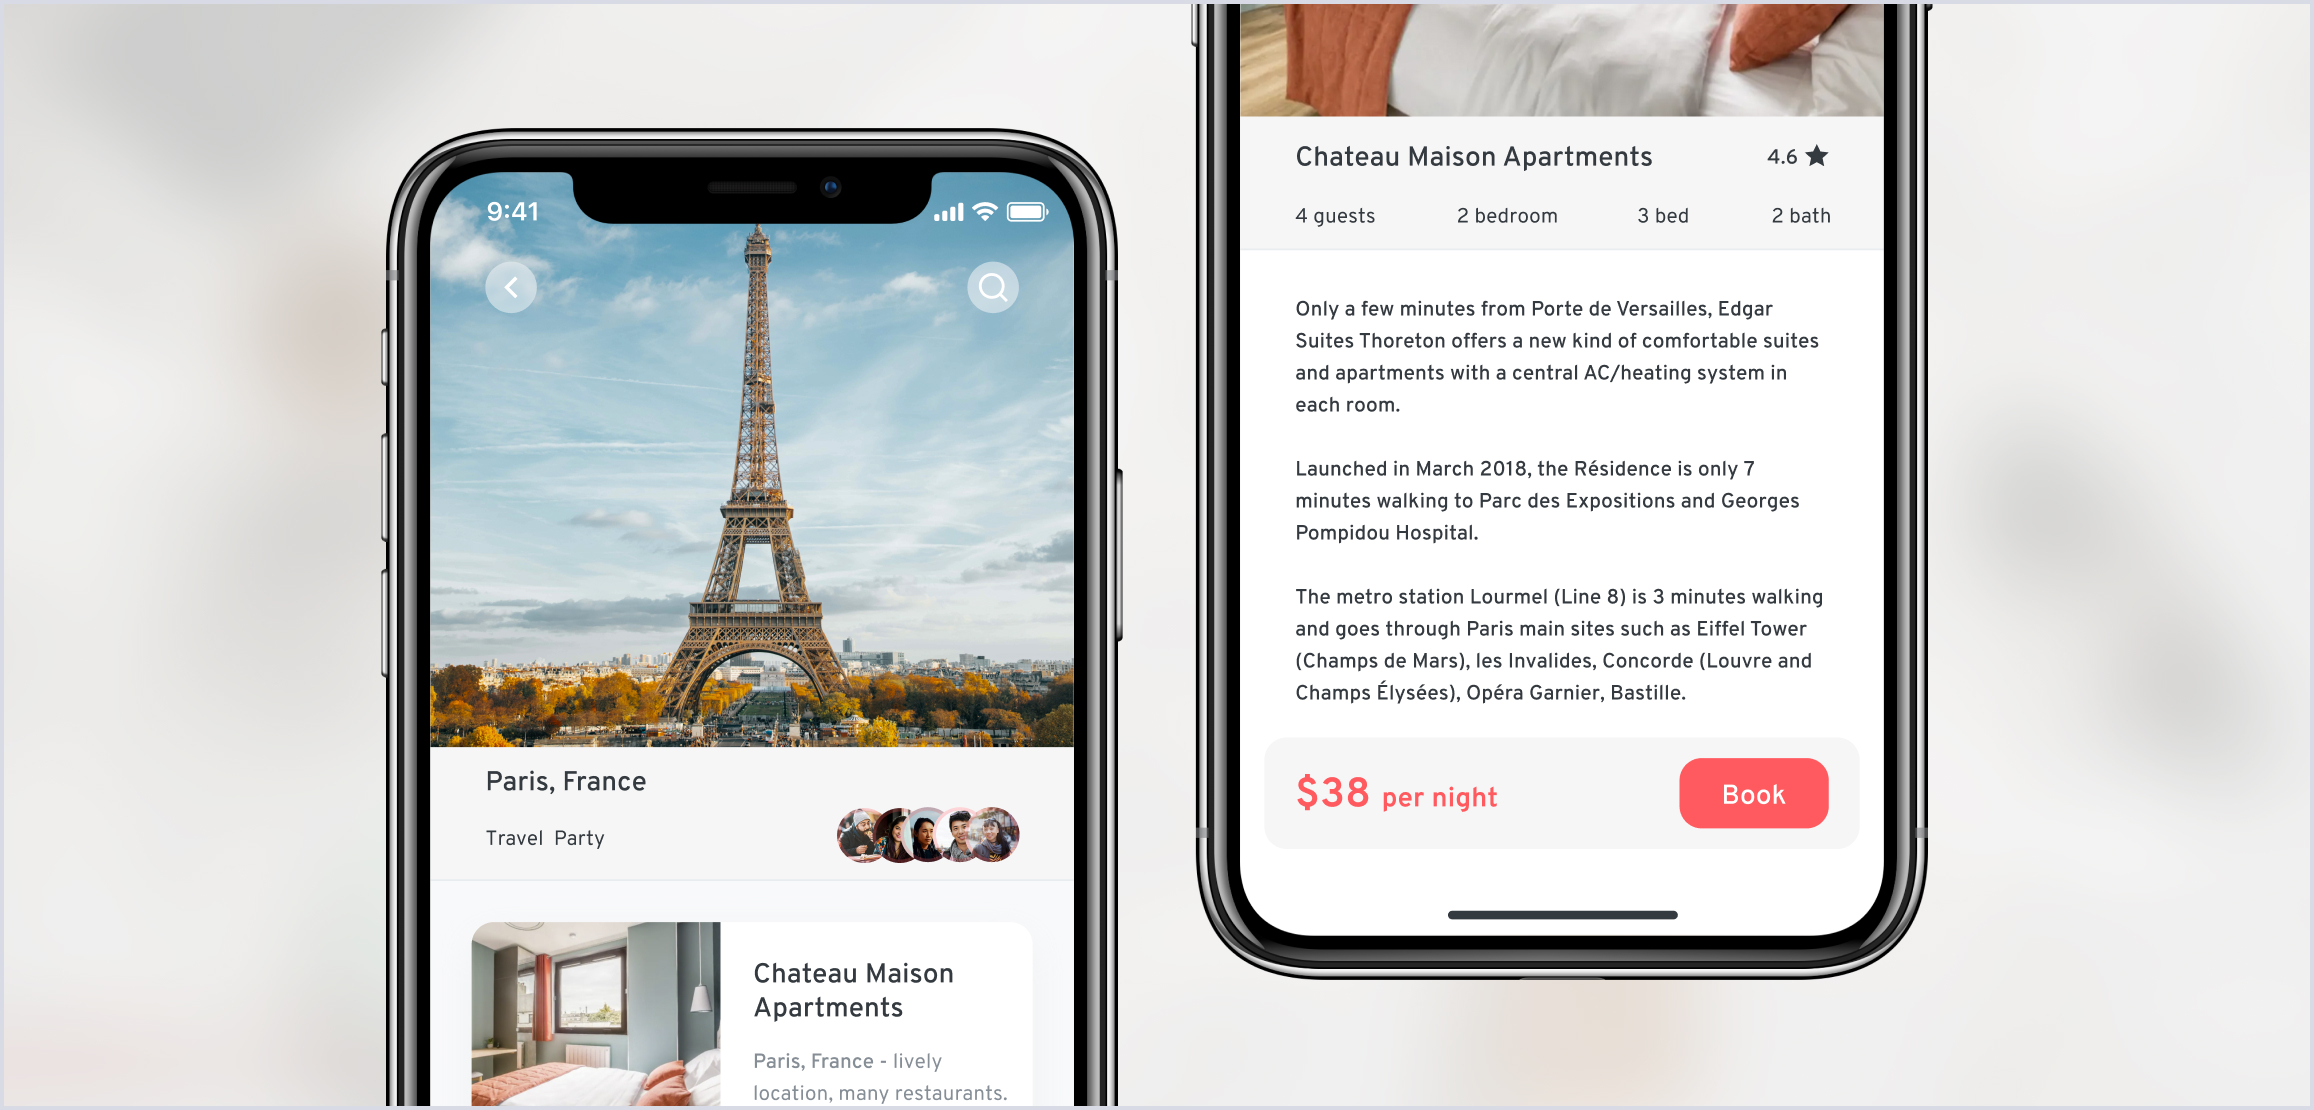 9:41
Paris, France
Travel Party
Chateau Maison
Apartments
Paris, France - lively
location, many restaurants.
Chateau Maison Apartments
4.6
4 guests 2 bedroom 3 bed 2 bath
Only a few minutes from Porte de Versailles, Edgar
Suites Thoreton offers a new kind of comfortable suites
and apartments with a central AC/heating system in
each room.
Launched in March 2018, the Résidence is only 7
minutes walking to Parc des Expositions and Georges
Pompidou Hospital.
The metro station Lourmel (Line 8) is 3 minutes walking
and goes through Paris main sites such as Eiffel Tower
(Champs de Mars), les Invalides, Concorde (Louvre and
Champs Élysées), Opéra Garnier, Bastille.
$38 per night
Book